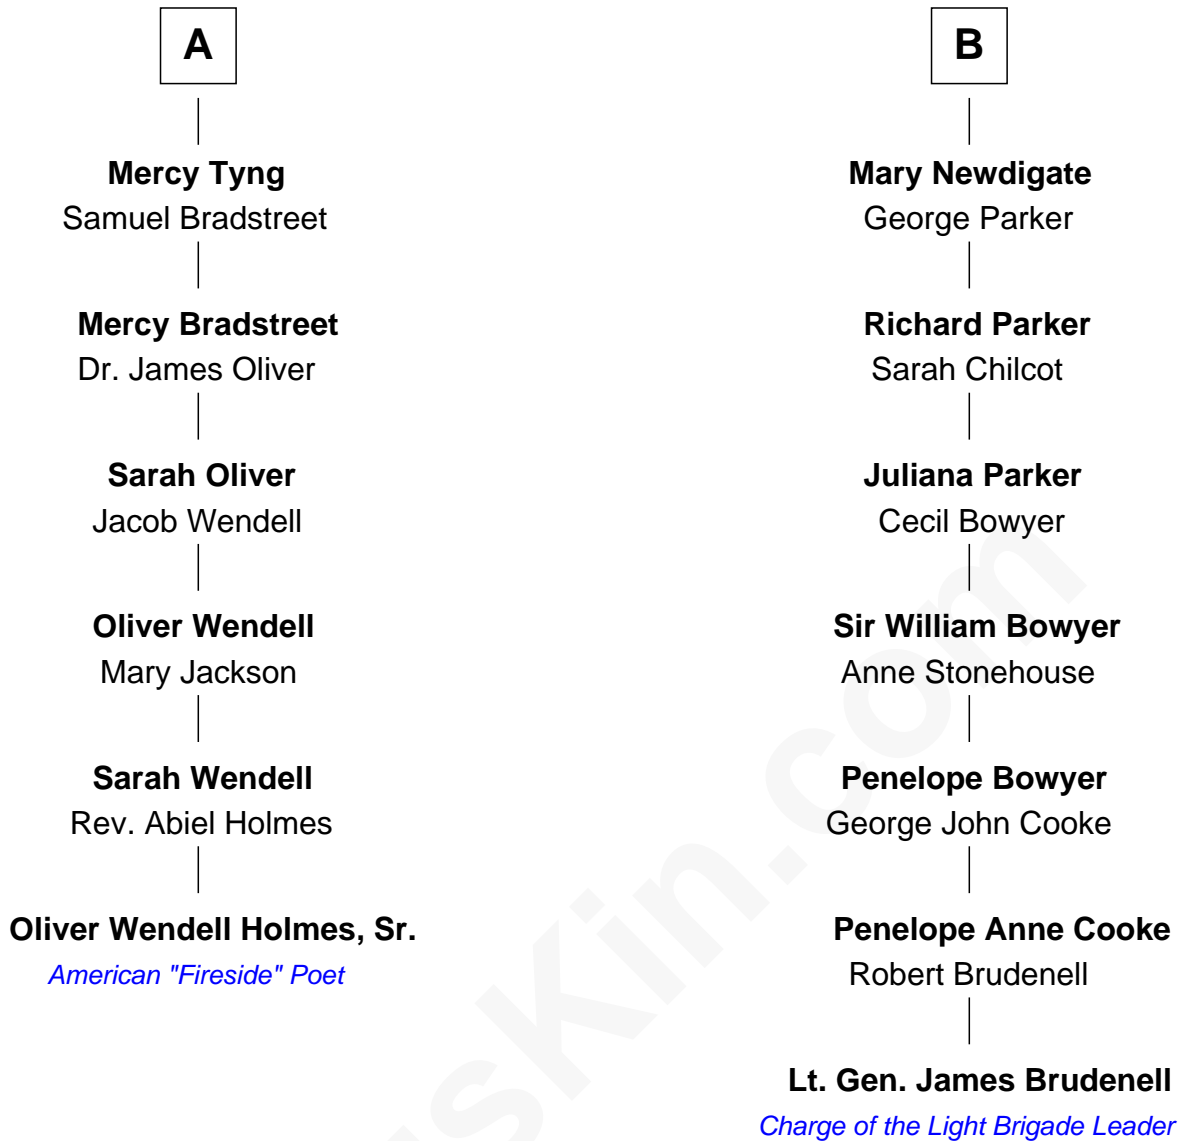 A
Mercy Tyng
Samuel Bradstreet
Mercy Bradstreet
Dr. James Oliver
Sarah Oliver
Jacob Wendell
Oliver Wendell
Mary Jackson
Sarah Wendell
Rev. Abiel Holmes
Oliver Wendell Holmes, Sr.
American "Fireside" Poet
B
Mary Newdigate
George Parker
Richard Parker
Sarah Chilcot
Juliana Parker
Cecil Bowyer
Sir William Bowyer
Anne Stonehouse
Penelope Bowyer
George John Cooke
Penelope Anne Cooke
Robert Brudenell
Lt. Gen. James Brudenell
Charge of the Light Brigade Leader